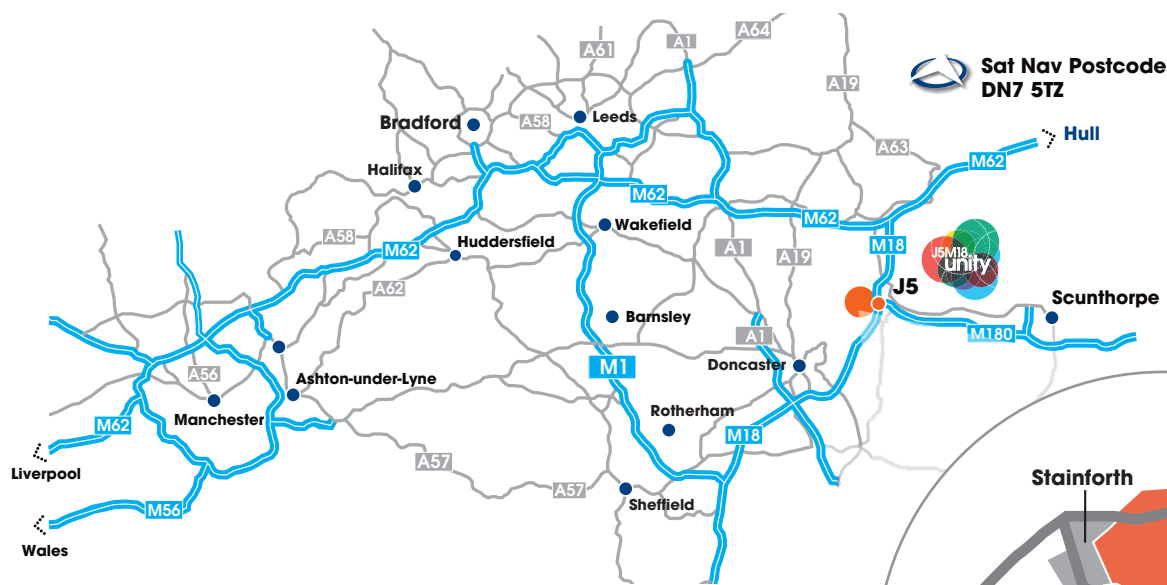 A61
A64
A1
Sat Nav Postcode
DN7 5TZ
A19
Bradford
A58
Leeds
Hull
A63
M62
Halifax
M62
M62
Wakefield
A58
M62
Huddersfield
A1
A19
M18
J5M18
unity
A62
J5
Scunthorpe
Barnsley
A1
M180
M1
Doncaster
A56
Ashton-under-Lyne
Manchester
Rotherham
M62
M18
Liverpool
A57
A57
Stainforth
Sheffield
M56
Wales